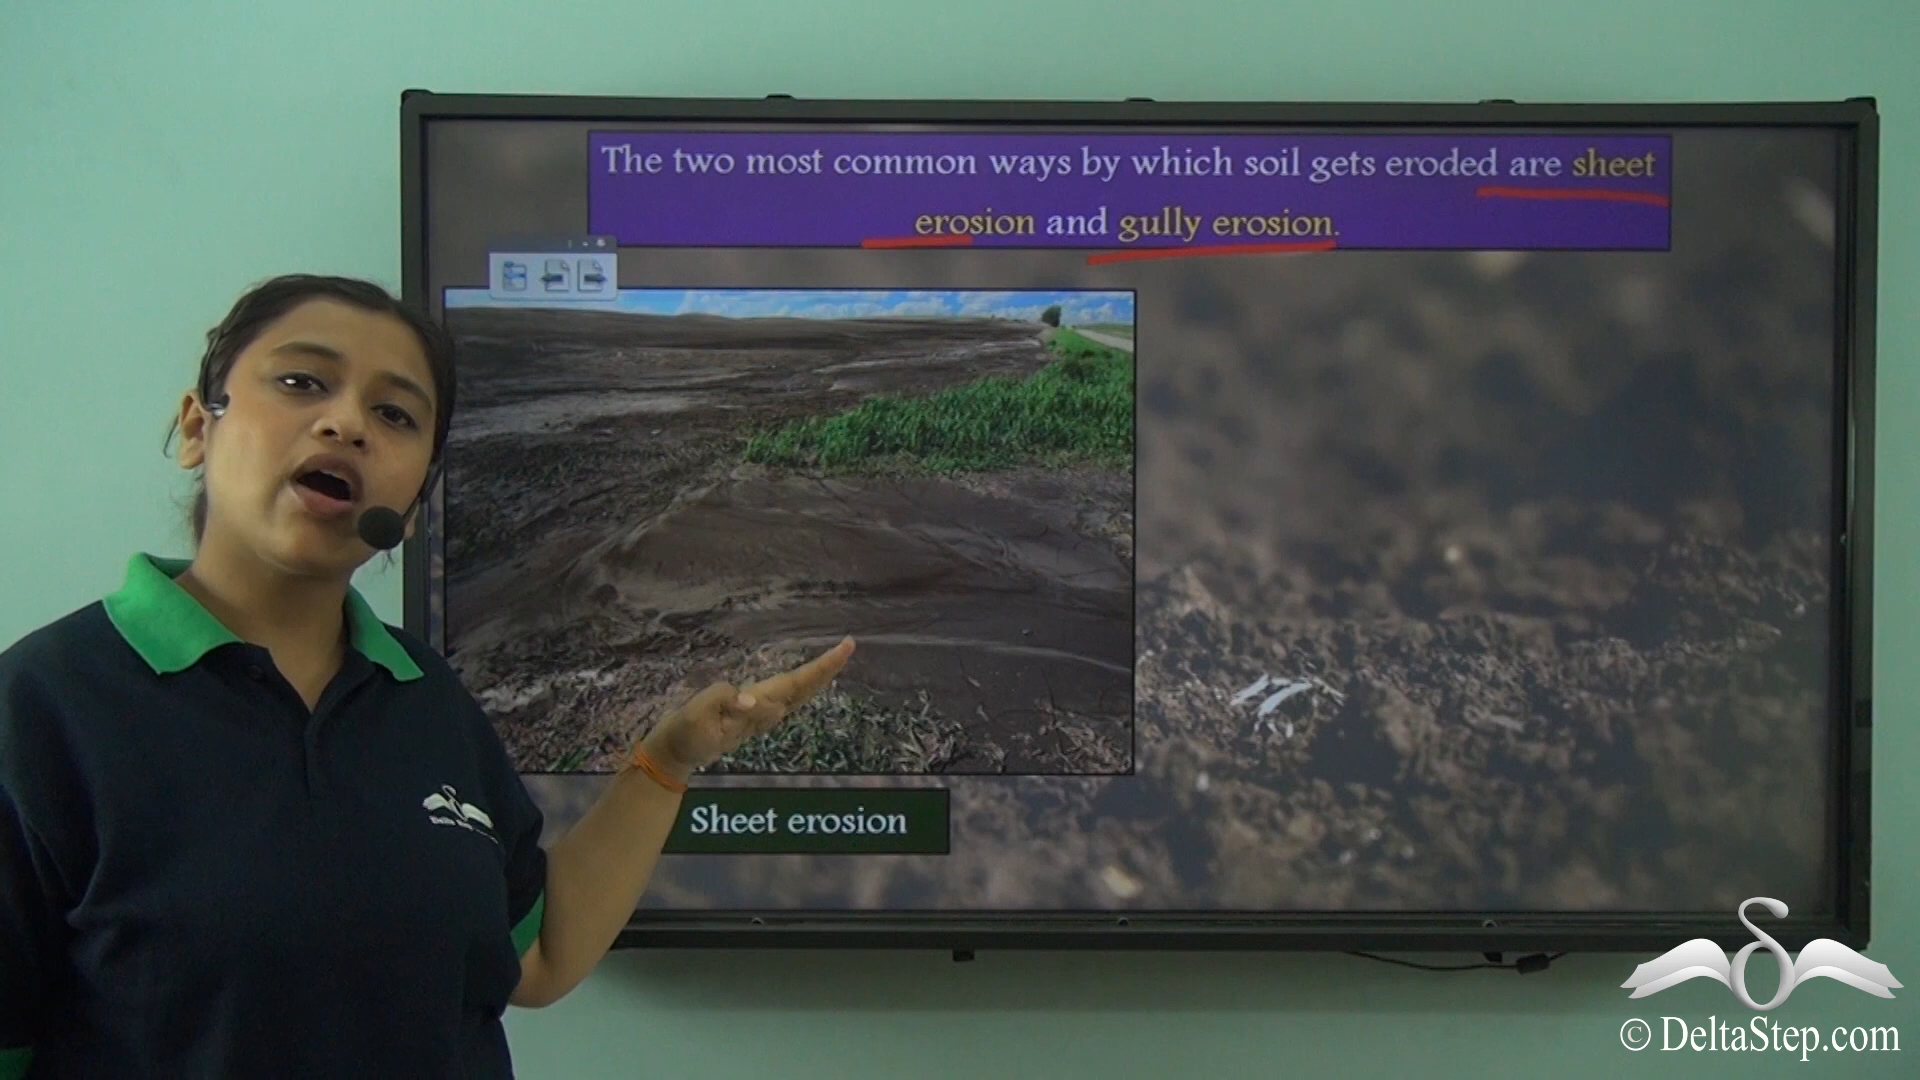 The two most common ways by which soil gets eroded are sheet
erosion and gully erosion.
Sheet erosion
© DeltaStep.com